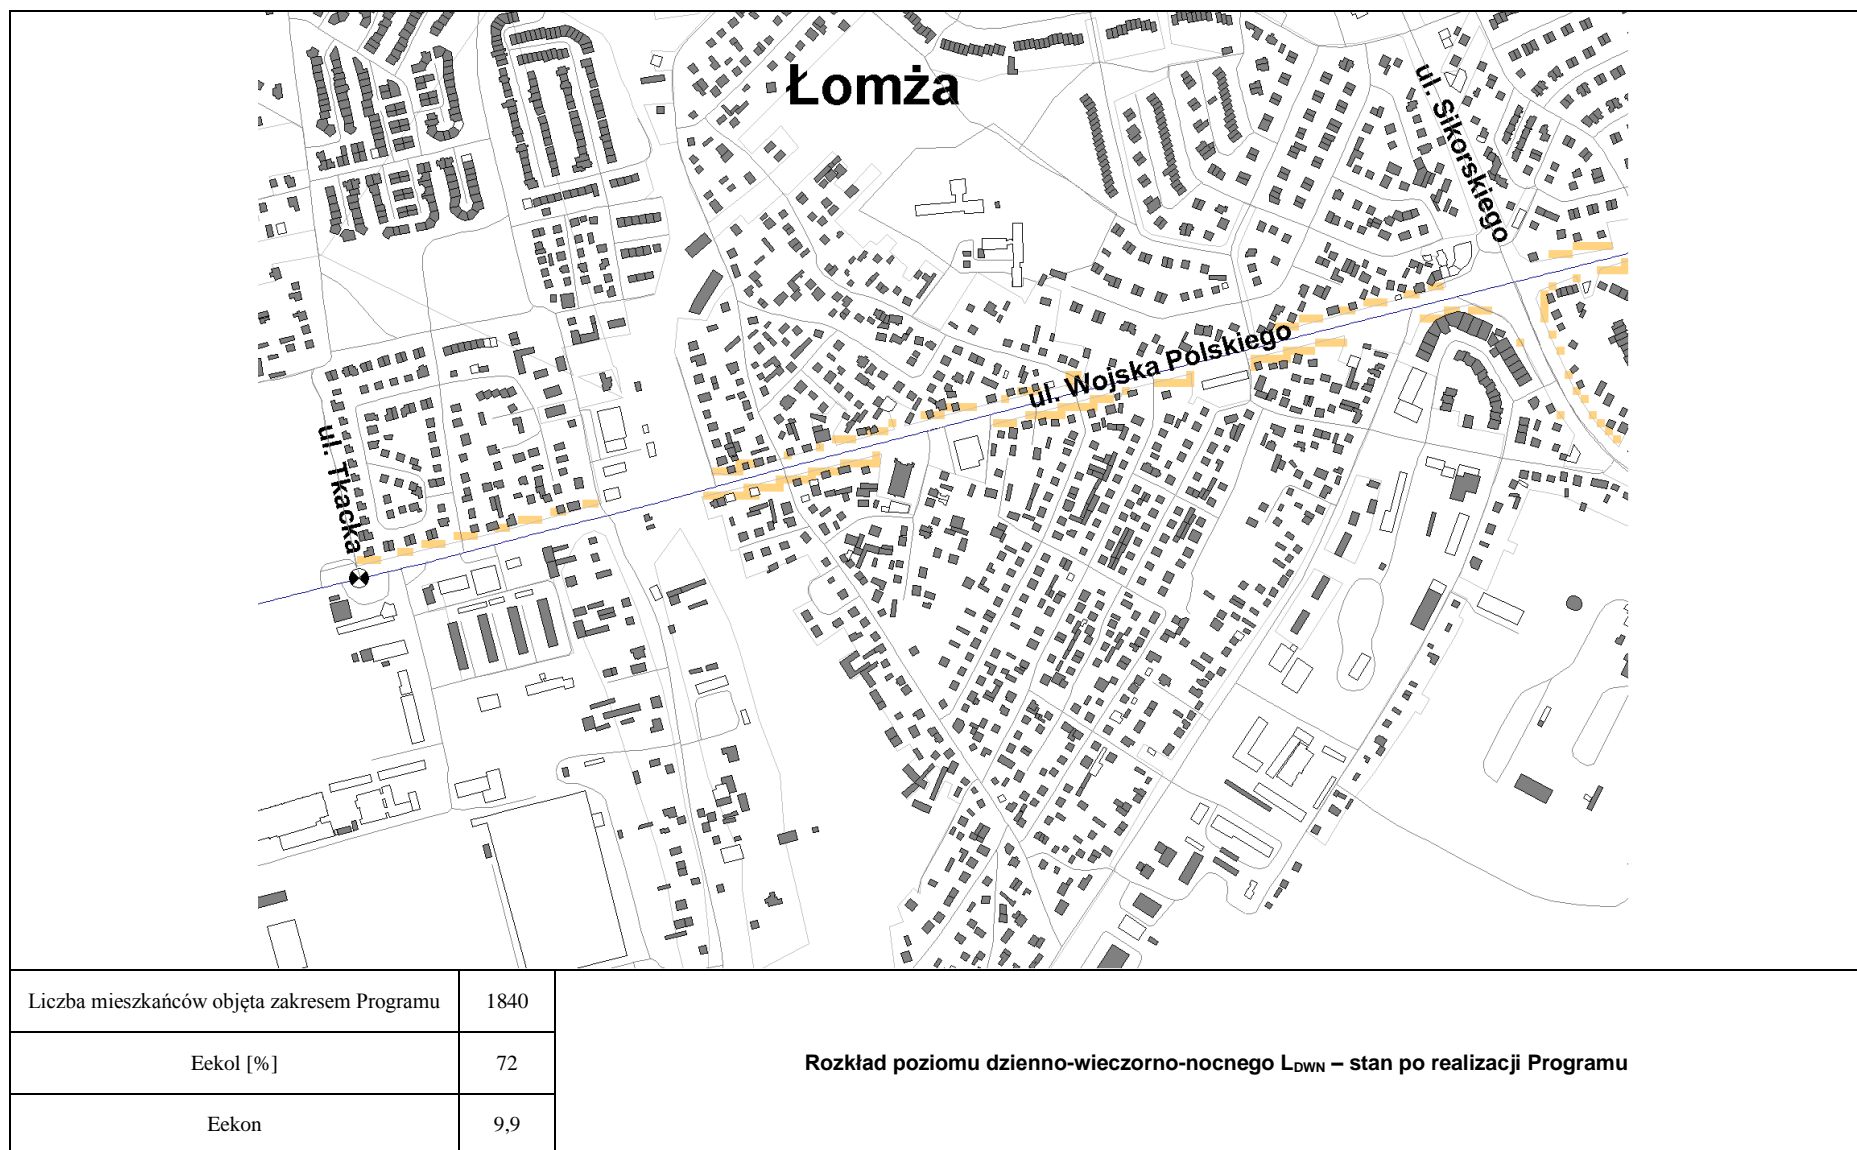 Łomża
ul. Sikorskiego
ul. Wojska Polskiego
ul. Tkacka
Liczba mieszkańców objęta zakresem Programu 1840
Eekol [%] 72
Eekon 9,9
Rozkład poziomu dzienno-wieczorno-nocnego LDWN – stan po realizacji Programu